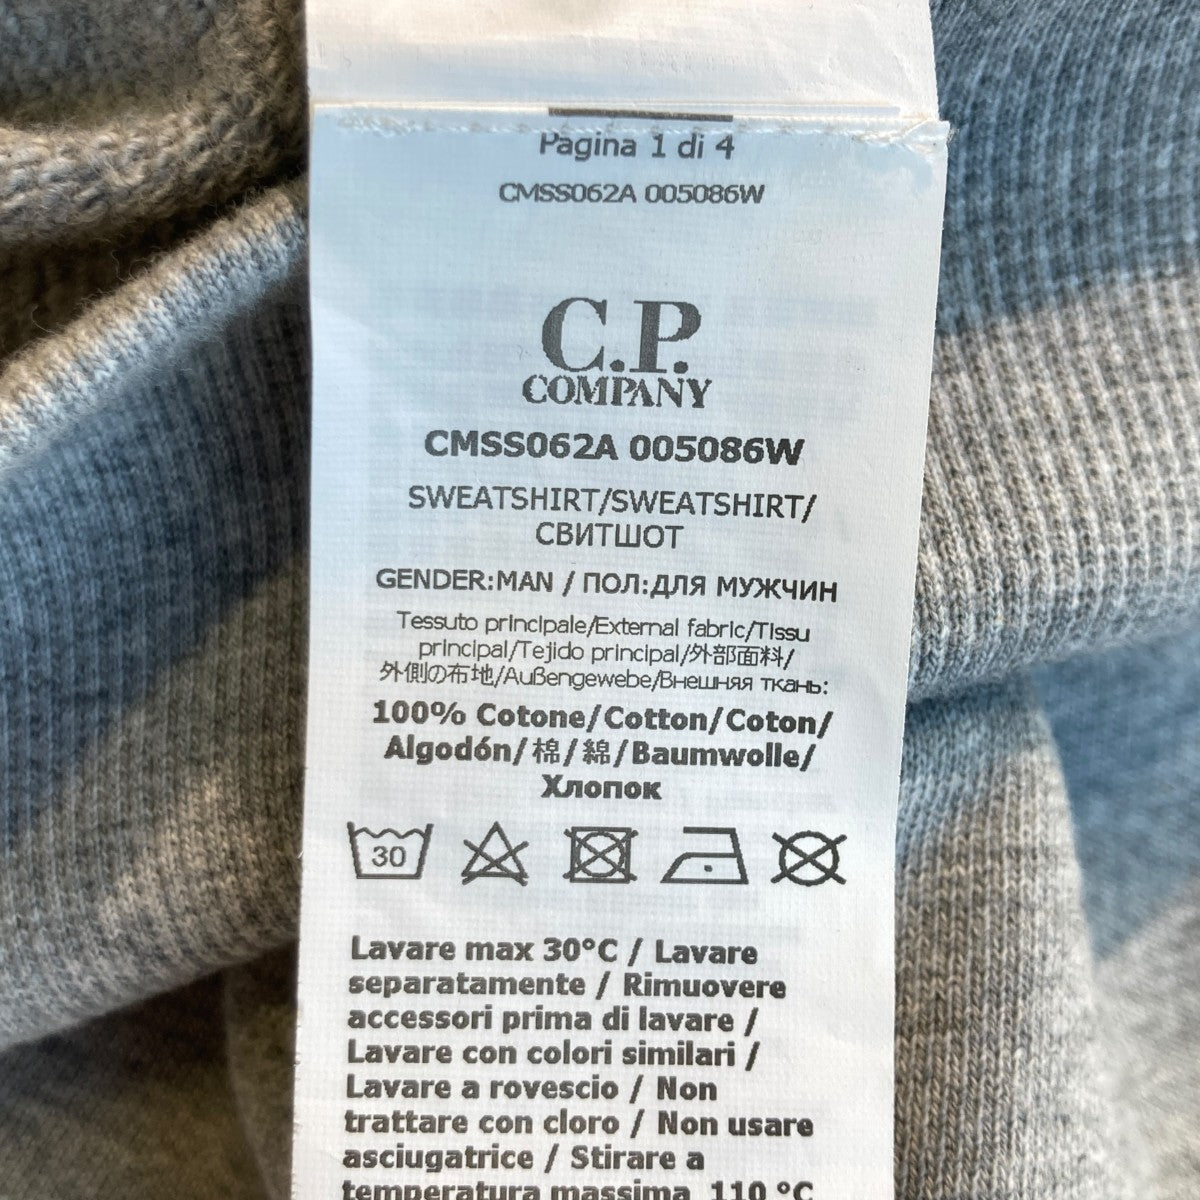 Pagina 1 di 4
CMSS062A 005086W
C.P.
COMPANY
CMSS062A 005086W
SWEATSHIRT/SWEATSHIRT/
СВИТШОТ
GENDER:MAN / ПОЛ:ДЛЯ МУЖЧИН
Tessuto principale/External fabric/Tissu
principal/Tejido principal/外部面料/
外側の布地/Außengewebe/Внешняя ткань:
100% Cotone/Cotton/Coton/
Algodón/棉/綿/Baumwolle/
Хлопок
30
Lavare max 30°C / Lavare
separatamente / Rimuovere
accessori prima di lavare /
Lavare con colori similari /
Lavare a rovescio / Non
trattare con cloro / Non usare
asciugatrice / Stirare a
temperatura massima 110 °C